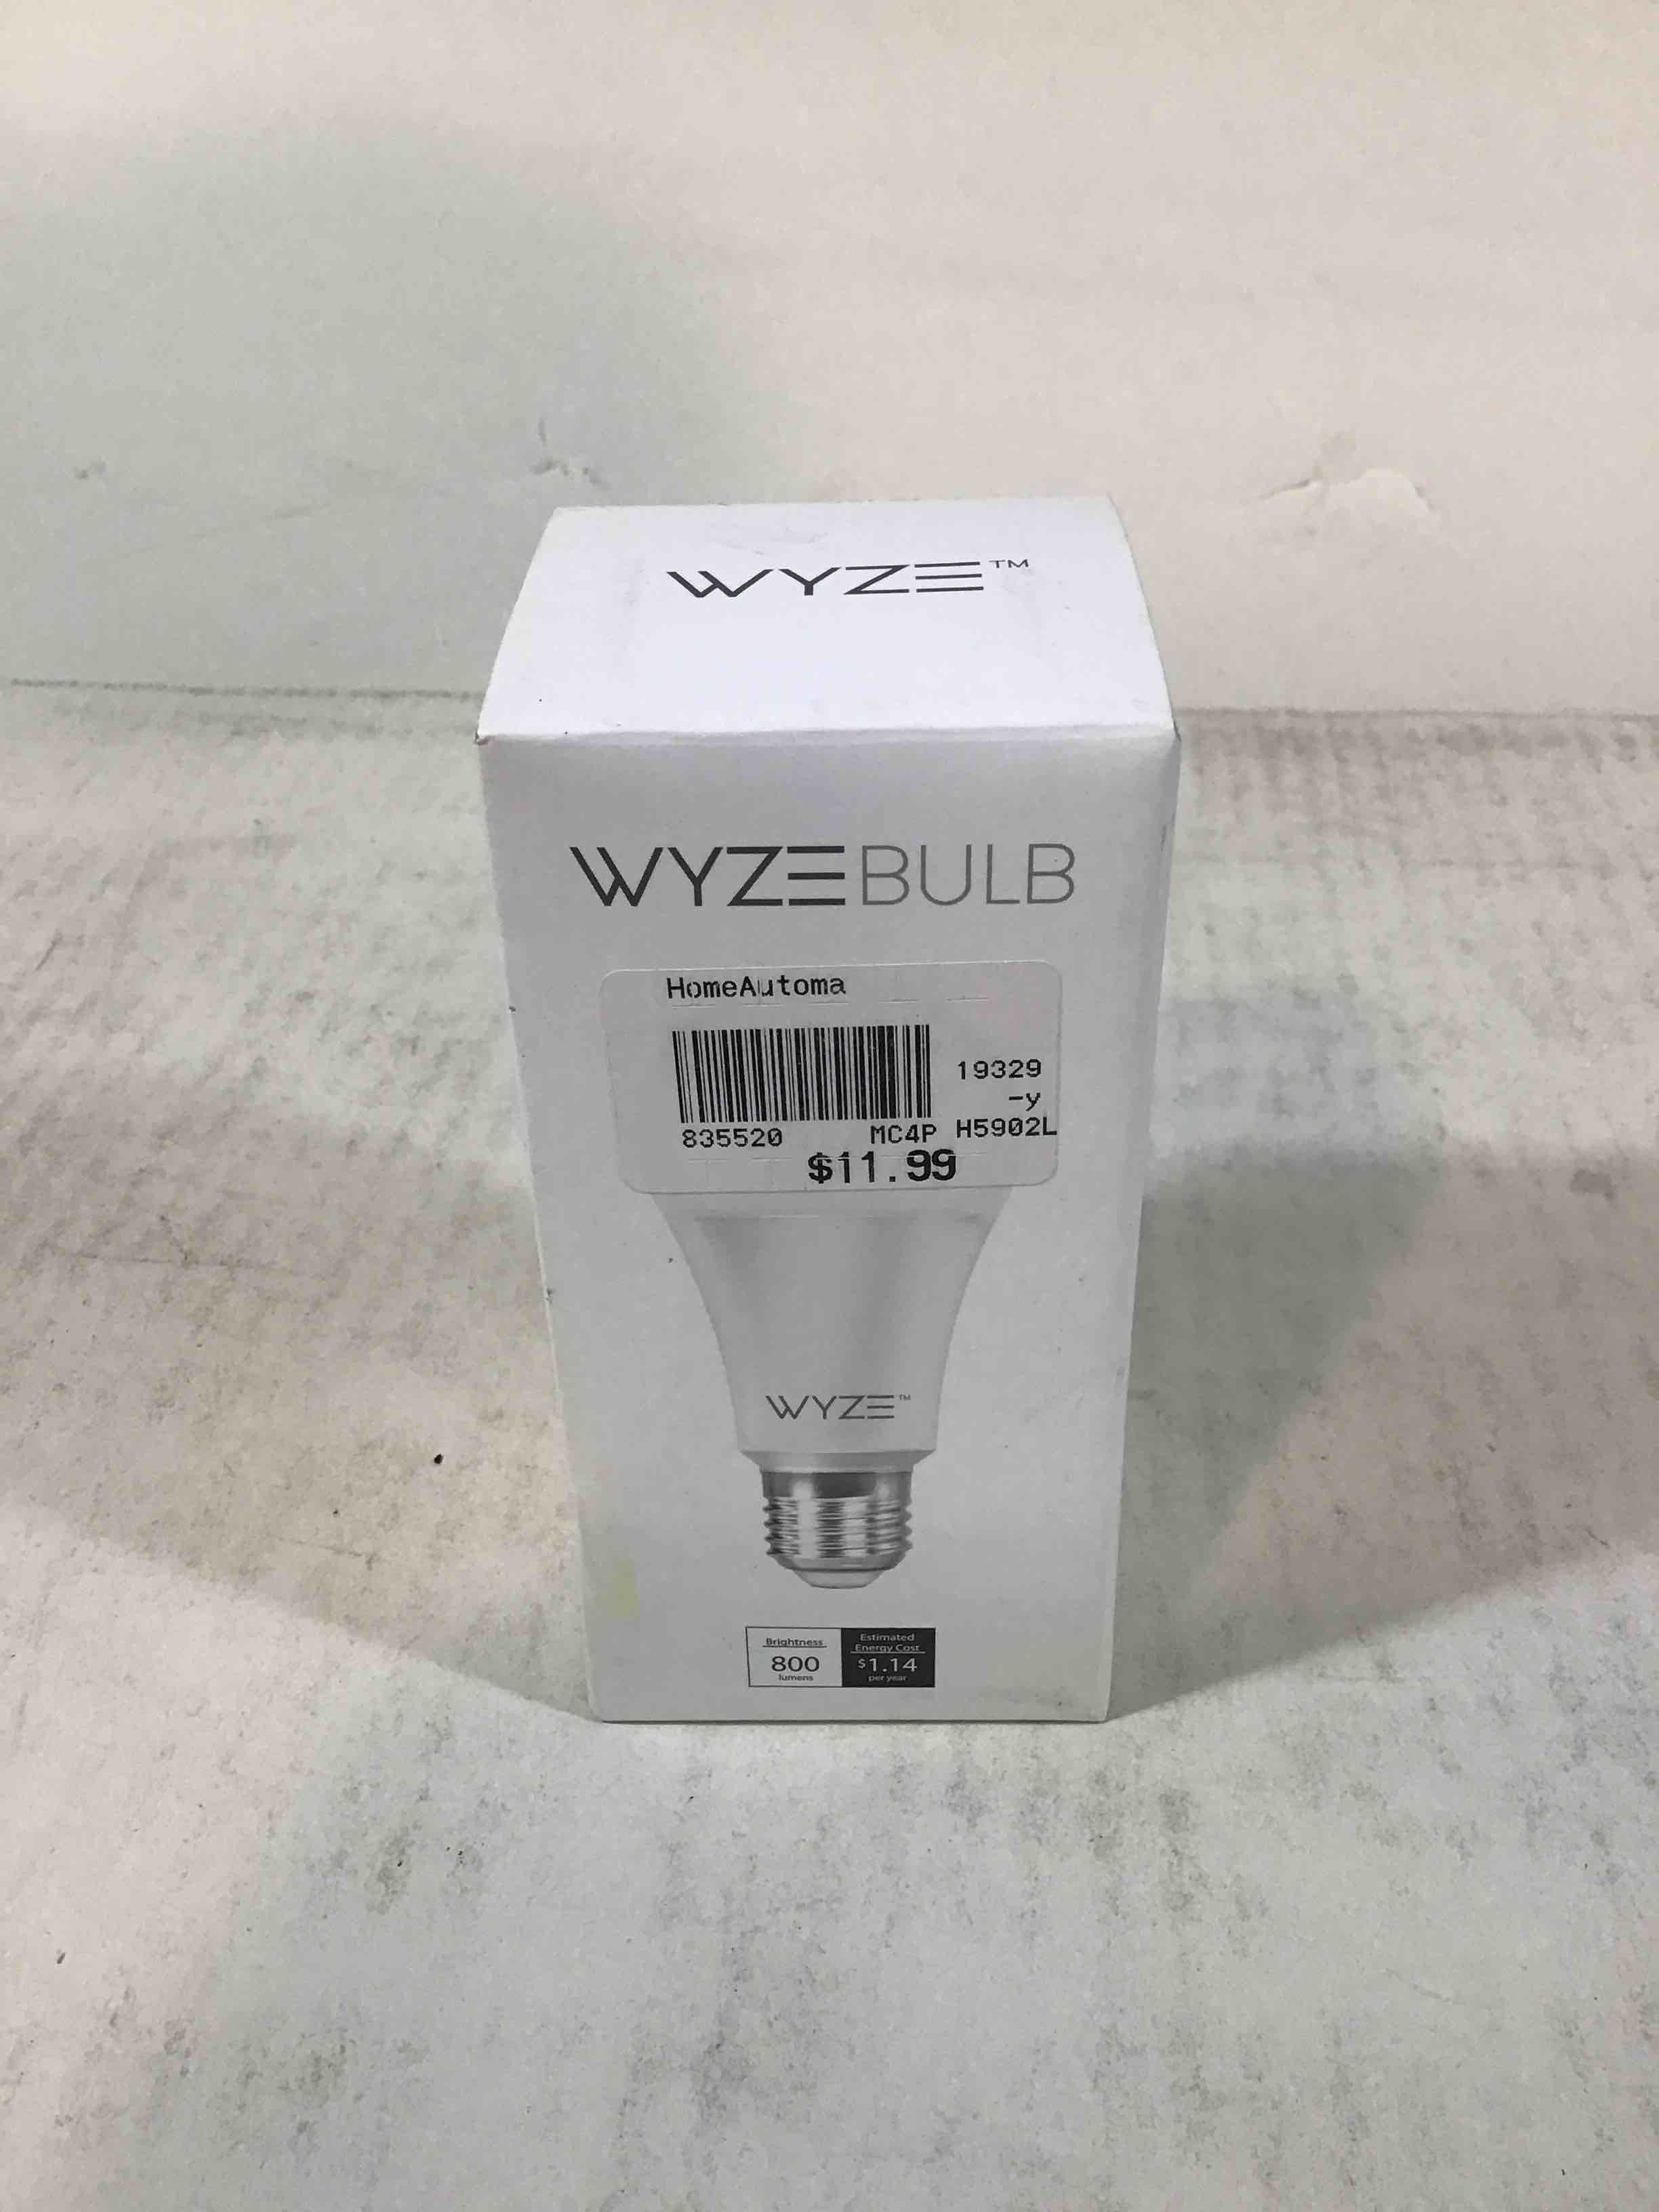 WYZE™
WYZEBULB
HomeAutoma
19329
-y
835520 MC4P H5902L
$11.99
WYZE™
Brightness
800
lumens
Estimated
Energy Cost
$1.14
per year